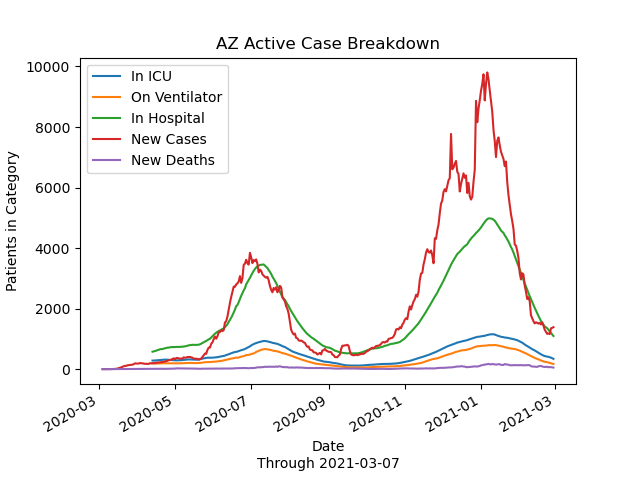 AZ Active Case Breakdown
In ICU
On Ventilator
In Hospital
New Cases
New Deaths
Patients in Category
10000
8000
6000
4000
2000
0
2020-03
2020-05
2020-07
2020-09
2020-11
2021-01
2021-03
Date
Through 2021-03-07